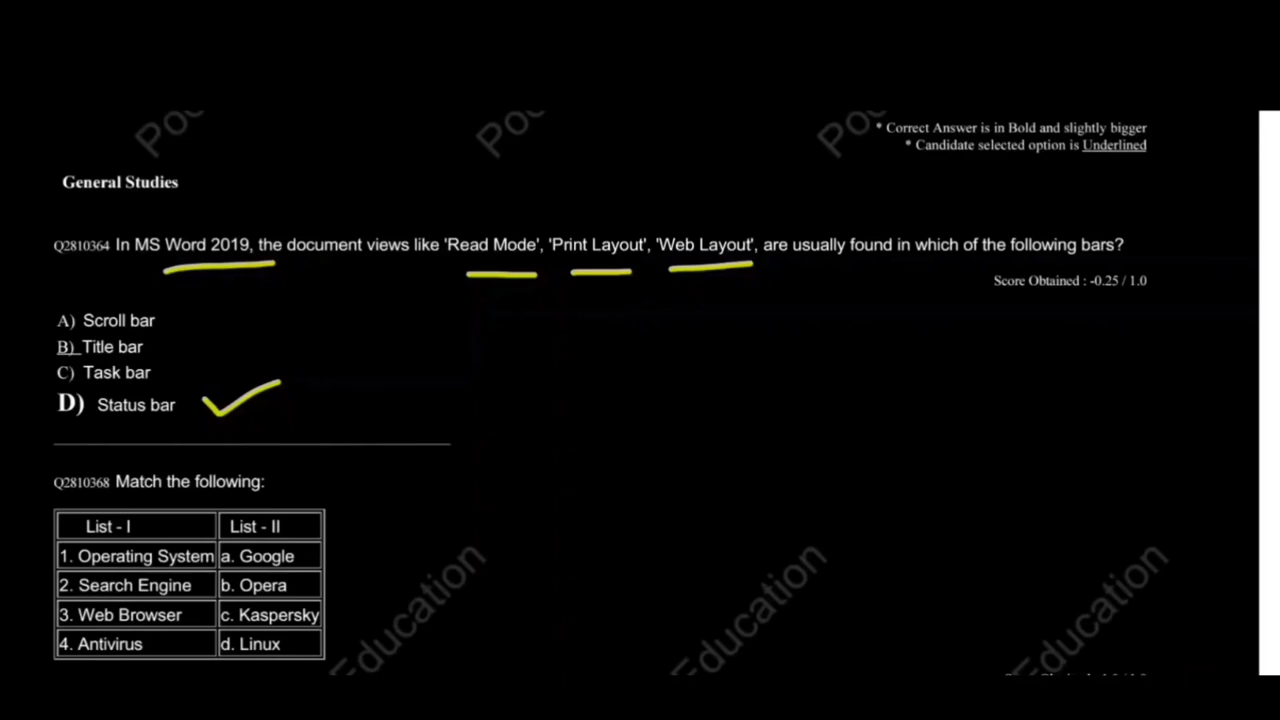 * Correct Answer is in Bold and slightly bigger
* Candidate selected option is Underlined
General Studies
Q2810364 In MS Word 2019, the document views like 'Read Mode', 'Print Layout', 'Web Layout', are usually found in which of the following bars?
Score Obtained : -0.25 / 1.0
A) Scroll bar
B) Title bar
C) Task bar
D) Status bar
Q2810368 Match the following:
List - I List - II
1. Operating System a. Google
2. Search Engine b. Opera
3. Web Browser c. Kaspersky
4. Antivirus d. Linux
Education Education Education